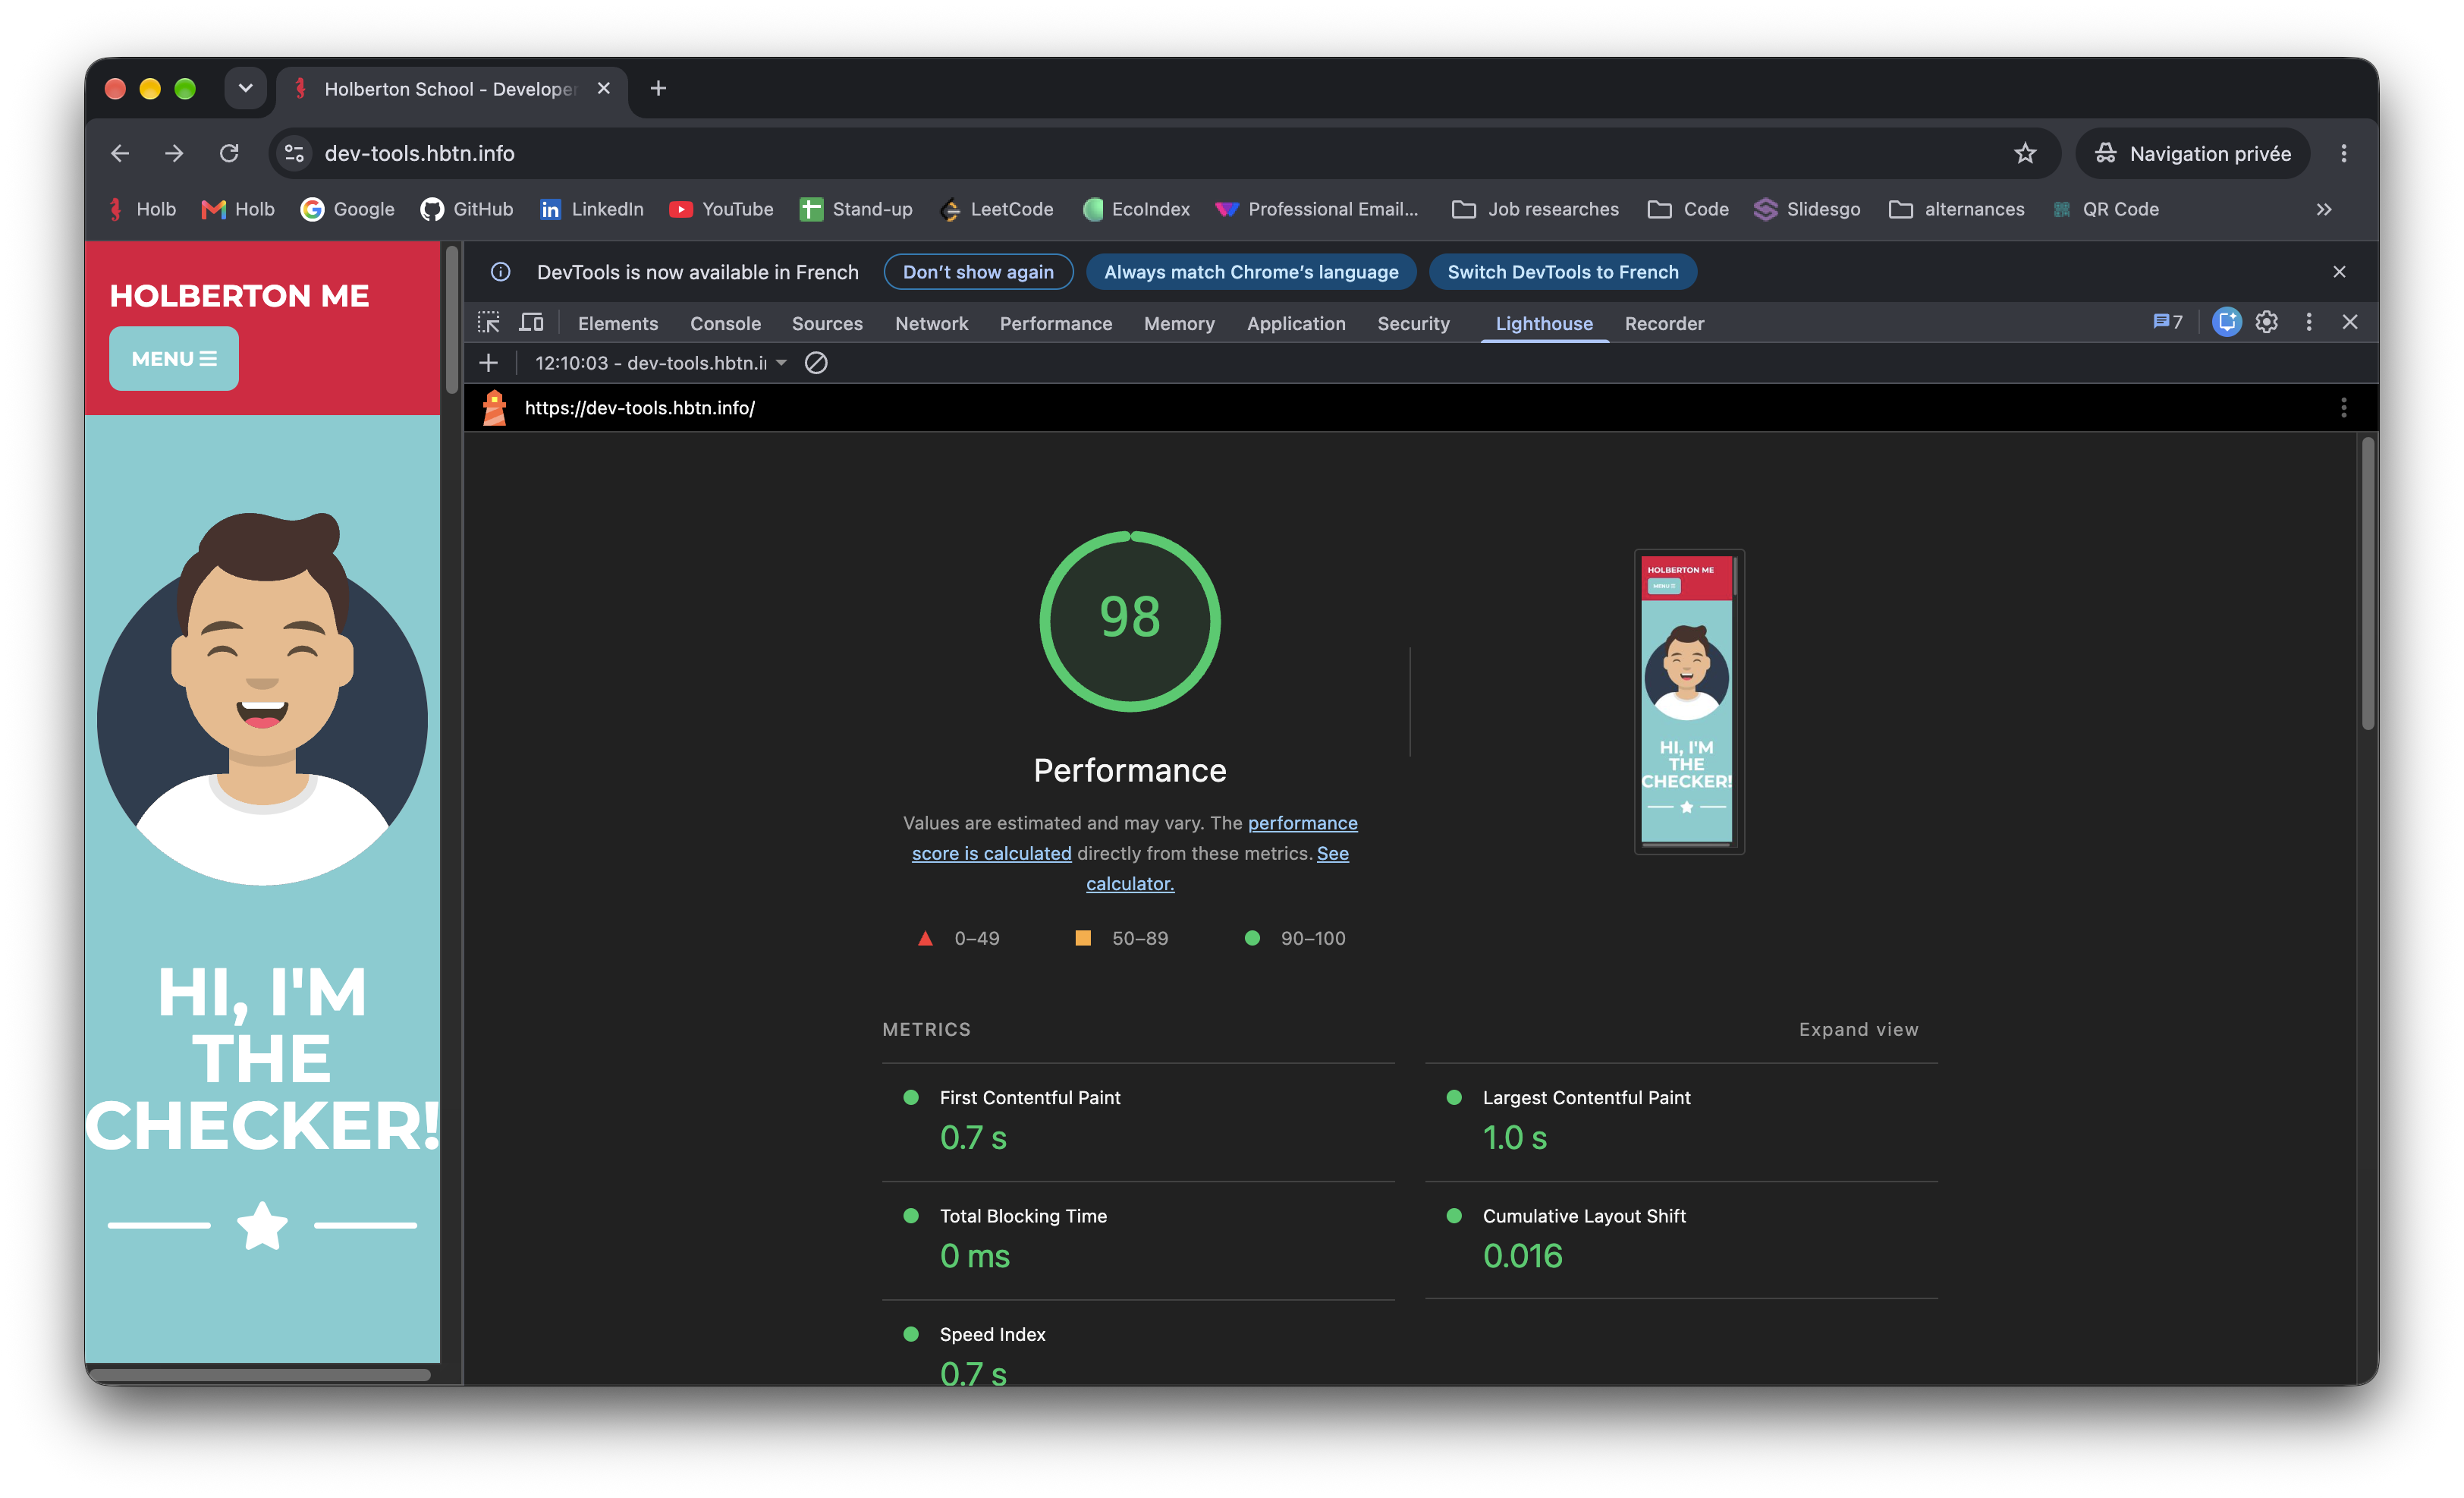 Holberton School - Developer
dev-tools.hbtn.info
Navigation privée
Holb
Holb
Google
GitHub
LinkedIn
YouTube
Stand-up
LeetCode
EcoIndex
Professional Email...
Job researches
Code
Slidesgo
alternances
QR Code
HOLBERTON ME
MENU
HI, I'M
THE
CHECKER!
DevTools is now available in French
Don't show again
Always match Chrome's language
Switch DevTools to French
Elements
Console
Sources
Network
Performance
Memory
Application
Security
Lighthouse
Recorder
7
12:10:03 - dev-tools.hbtn.i
https://dev-tools.hbtn.info/
98
Performance
Values are estimated and may vary. The performance
score is calculated directly from these metrics. See
calculator.
0–49
50–89
90–100
HOLBERTON ME
MENU
HI, I'M
THE
CHECKER!
METRICS
Expand view
First Contentful Paint
0.7 s
Largest Contentful Paint
1.0 s
Total Blocking Time
0 ms
Cumulative Layout Shift
0.016
Speed Index
0.7 s